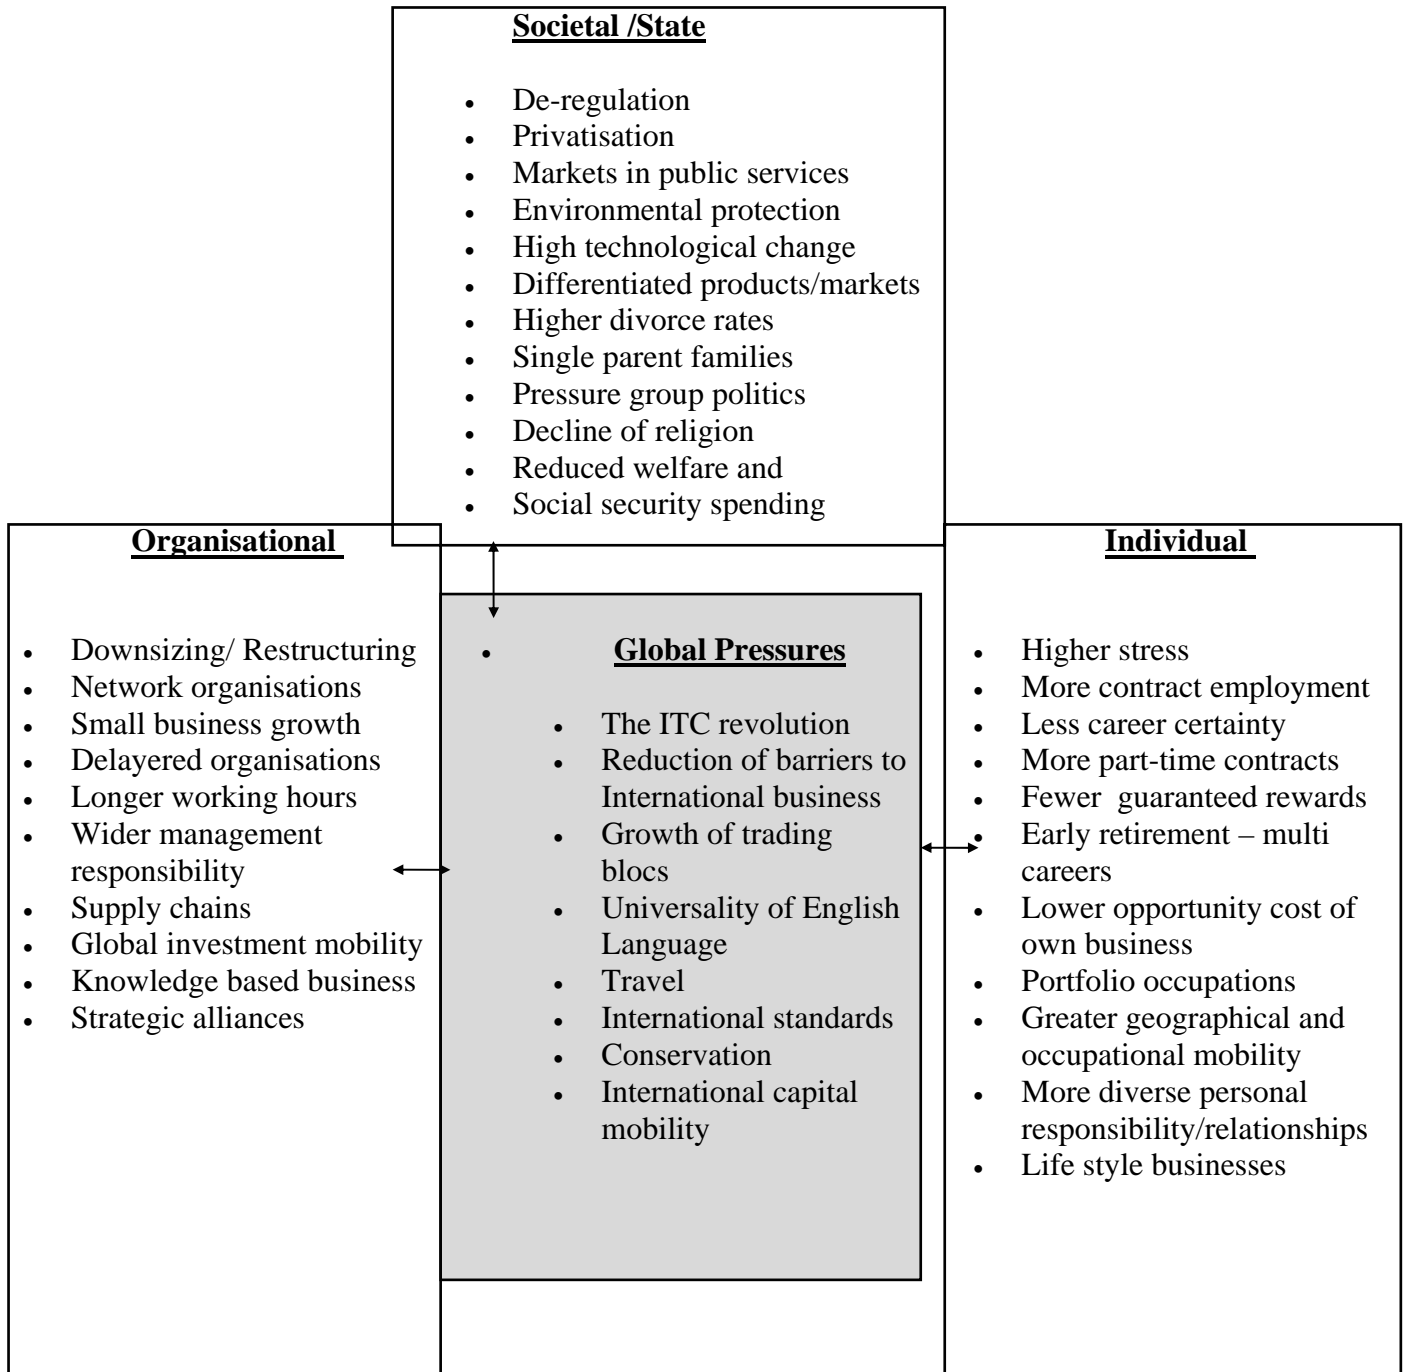 Societal /State
• De-regulation
• Privatisation
• Markets in public services
• Environmental protection
• High technological change
• Differentiated products/markets
• Higher divorce rates
• Single parent families
• Pressure group politics
• Decline of religion
• Reduced welfare and
• Social security spending
Organisational
• Downsizing/ Restructuring
• Network organisations
• Small business growth
• Delayered organisations
• Longer working hours
• Wider management
responsibility
• Supply chains
• Global investment mobility
• Knowledge based business
• Strategic alliances
• Global Pressures
• The ITC revolution
• Reduction of barriers to
International business
• Growth of trading
blocs
• Universality of English
Language
• Travel
• International standards
• Conservation
• International capital
mobility
Individual
• Higher stress
• More contract employment
• Less career certainty
• More part-time contracts
• Fewer guaranteed rewards
• Early retirement – multi
careers
• Lower opportunity cost of
own business
• Portfolio occupations
• Greater geographical and
occupational mobility
• More diverse personal
responsibility/relationships
• Life style businesses